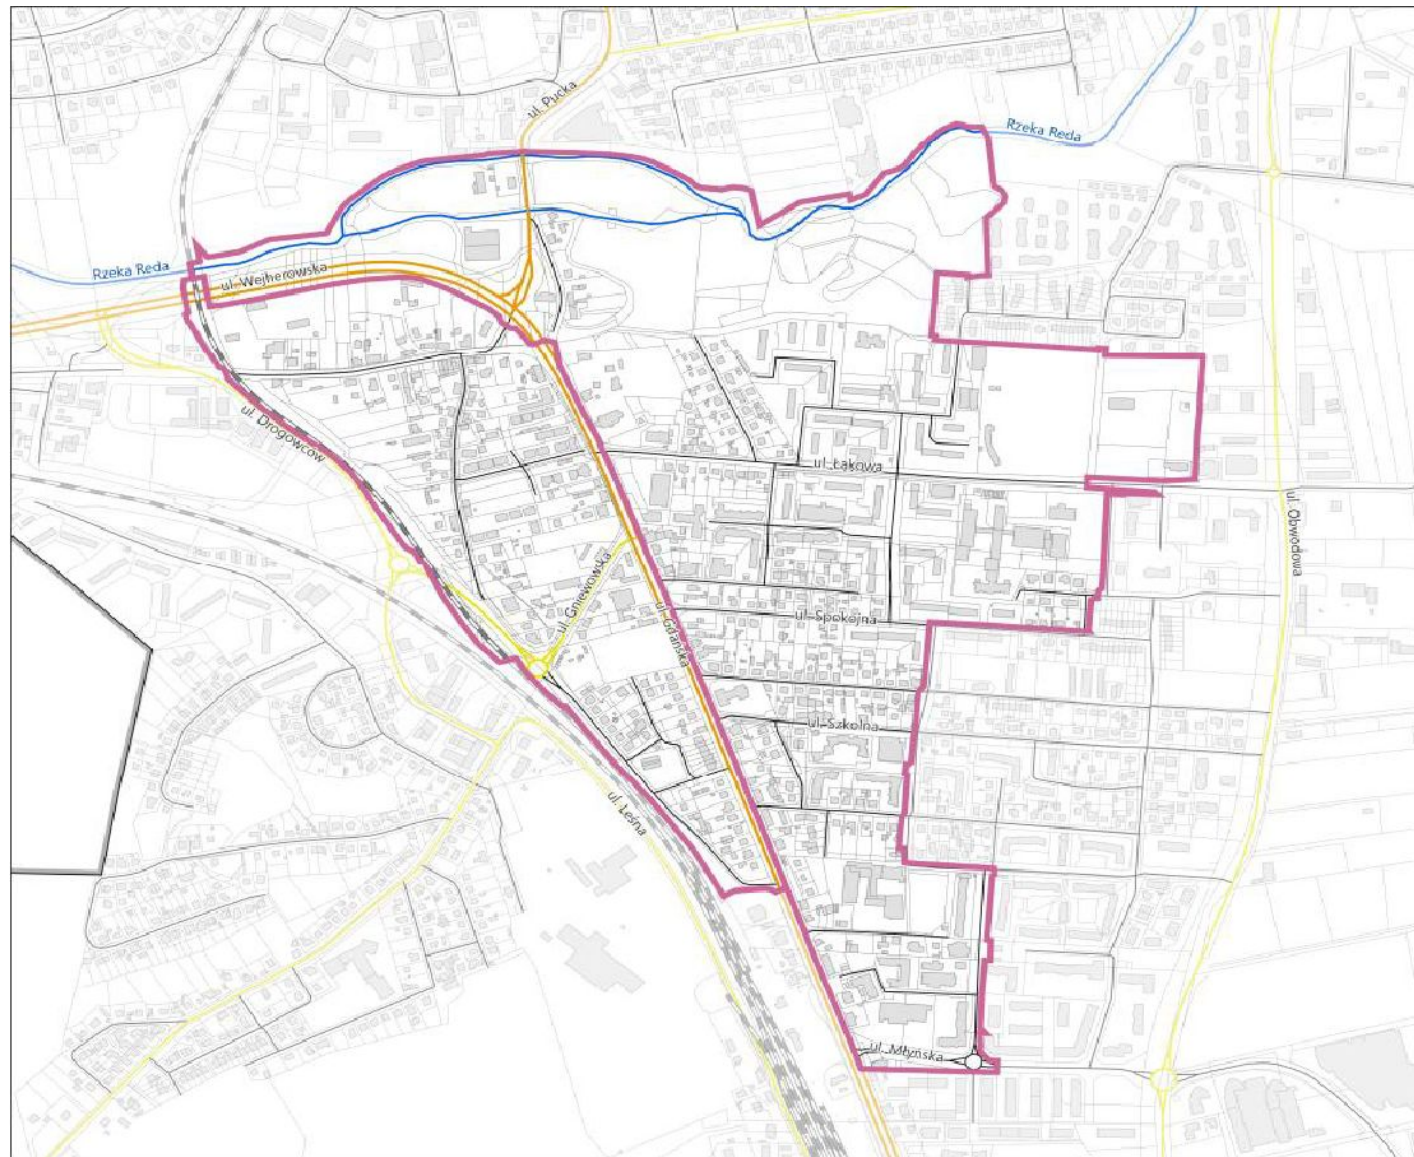 ul. Pucka
Rzeka Reda
Rzeka Reda
ul. Wejherowska
ul. Drogowców
ul. Łąkowa
ul. Obwodowa
ul. Gniewowska
ul. Gdańska
ul. Spokojna
ul. Szkolna
ul. Leśna
ul. Młyńska